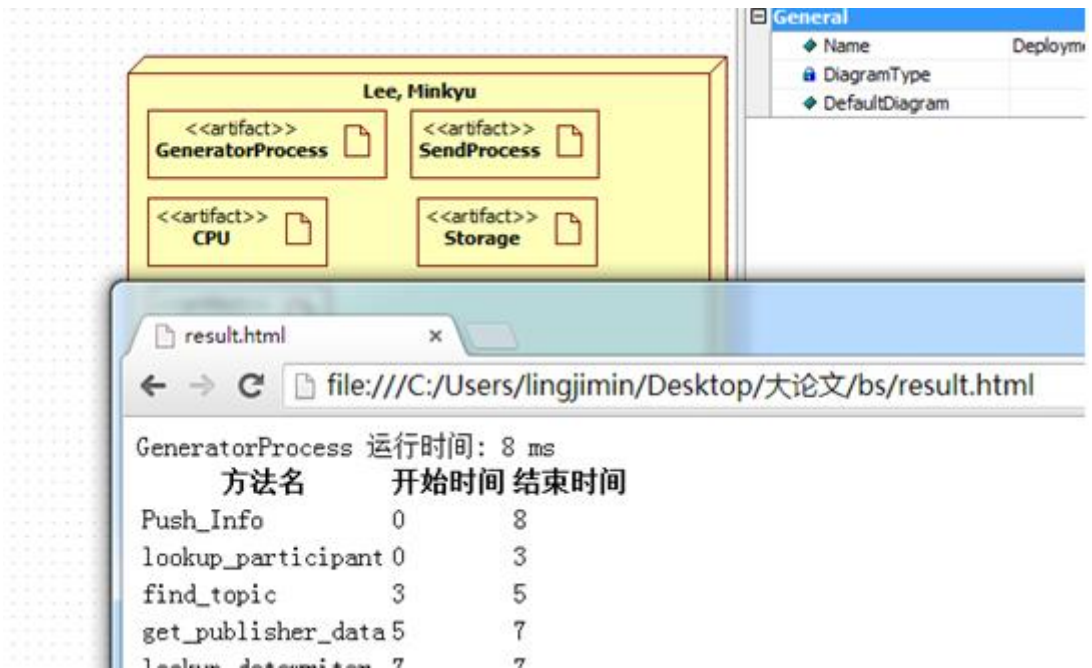 General
Name Deploym
DiagramType
DefaultDiagram
Lee, Minkyu
<<artifact>> <<artifact>>
GeneratorProcess SendProcess
<<artifact>> <<artifact>>
CPU Storage
result.html
file:///C:/Users/lingjimin/Desktop/大论文/bs/result.html
GeneratorProcess 运行时间: 8 ms
方法名 开始时间 结束时间
Push_Info 0 8
lookup_participant 0 3
find_topic 3 5
get_publisher_data 5 7
7 7